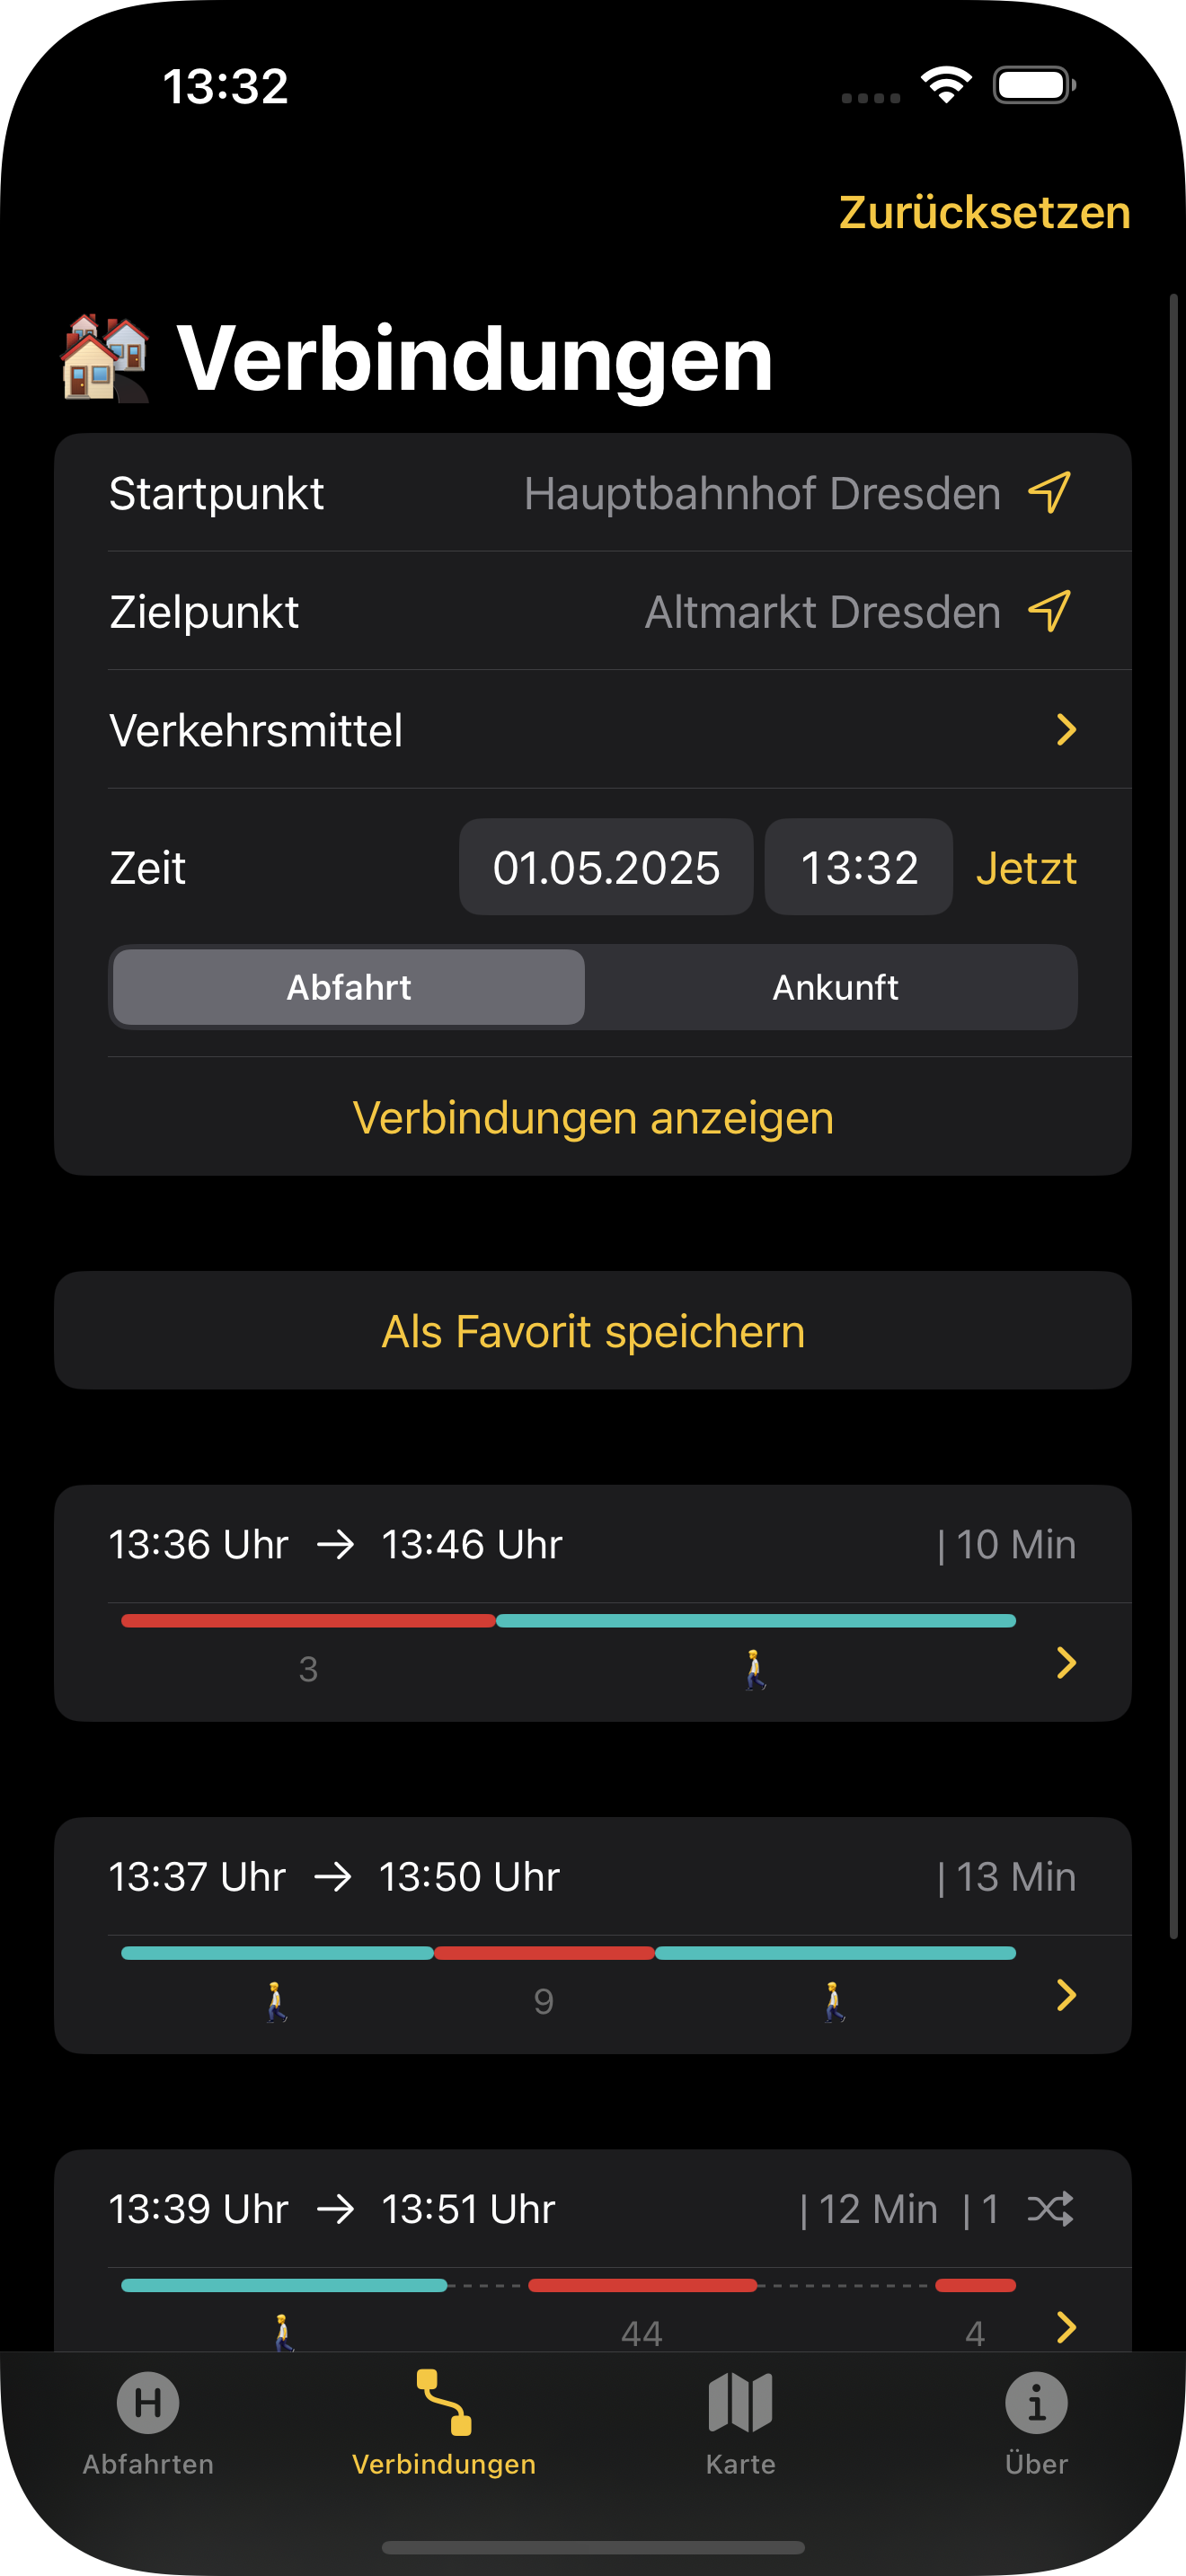 13:32
Zurücksetzen
Verbindungen
Startpunkt Hauptbahnhof Dresden
Zielpunkt Altmarkt Dresden
Verkehrsmittel
Zeit 01.05.2025 13:32 Jetzt
Abfahrt Ankunft
Verbindungen anzeigen
Als Favorit speichern
13:36 Uhr → 13:46 Uhr | 10 Min
3
13:37 Uhr → 13:50 Uhr | 13 Min
9
13:39 Uhr → 13:51 Uhr | 12 Min | 1
44 4
H
Abfahrten Verbindungen Karte Über